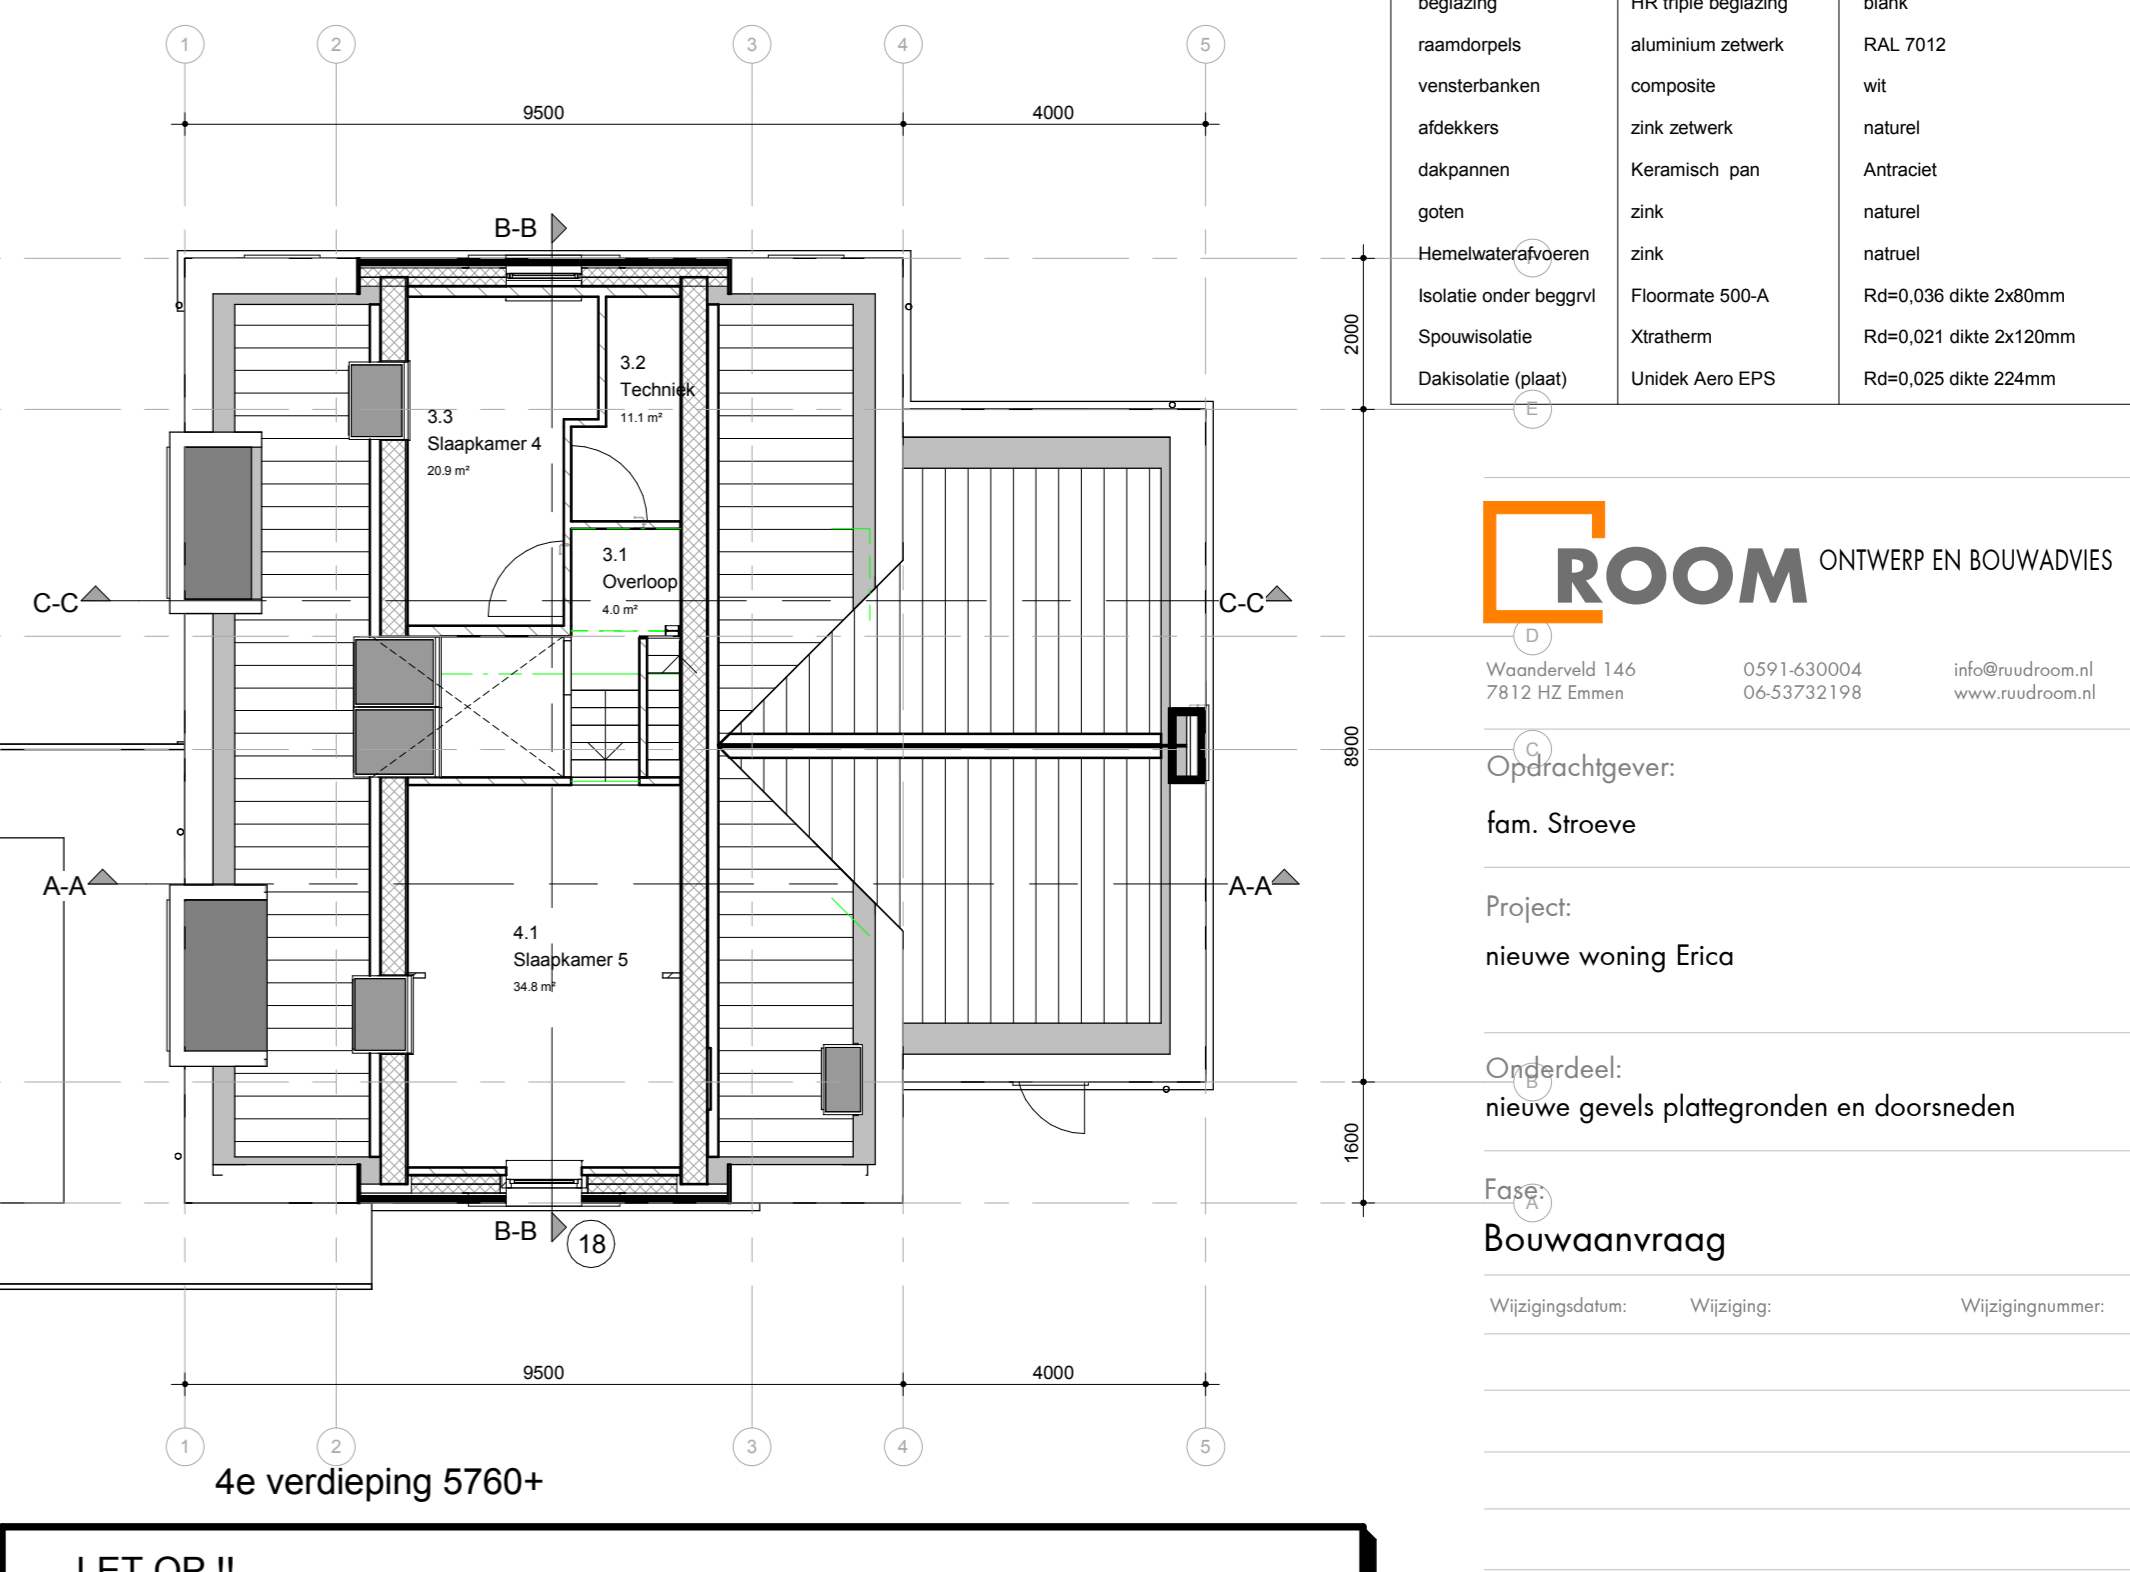 1 2 3 4 5
9500 4000
B-B
3.2
Techniek
11.1 m²
3.3
Slaapkamer 4
20.9 m²
3.1
Overloop
4.0 m²
C-C C-C
A-A A-A
4.1
Slaapkamer 5
34.8 m²
B-B
18
2000
8900
1600
F
E
D
C
B
A
9500 4000
1 2 3 4 5
4e verdieping 5760+
LET OP !!
beglazing HR triple beglazing blank
raamdorpels aluminium zetwerk RAL 7012
vensterbanken composite wit
afdekkers zink zetwerk naturel
dakpannen Keramisch pan Antraciet
goten zink naturel
Hemelwaterafvoeren zink natruel
Isolatie onder beggrvl Floormate 500-A Rd=0,036 dikte 2x80mm
Spouwisolatie Xtratherm Rd=0,021 dikte 2x120mm
Dakisolatie (plaat) Unidek Aero EPS Rd=0,025 dikte 224mm
ROOM ONTWERP EN BOUWADVIES
Waanderveld 146 0591-630004 info@ruudroom.nl
7812 HZ Emmen 06-53732198 www.ruudroom.nl
Opdrachtgever:
fam. Stroeve
Project:
nieuwe woning Erica
Onderdeel:
nieuwe gevels plattegronden en doorsneden
Fase:
Bouwaanvraag
Wijzigingsdatum: Wijziging: Wijzigingnummer: